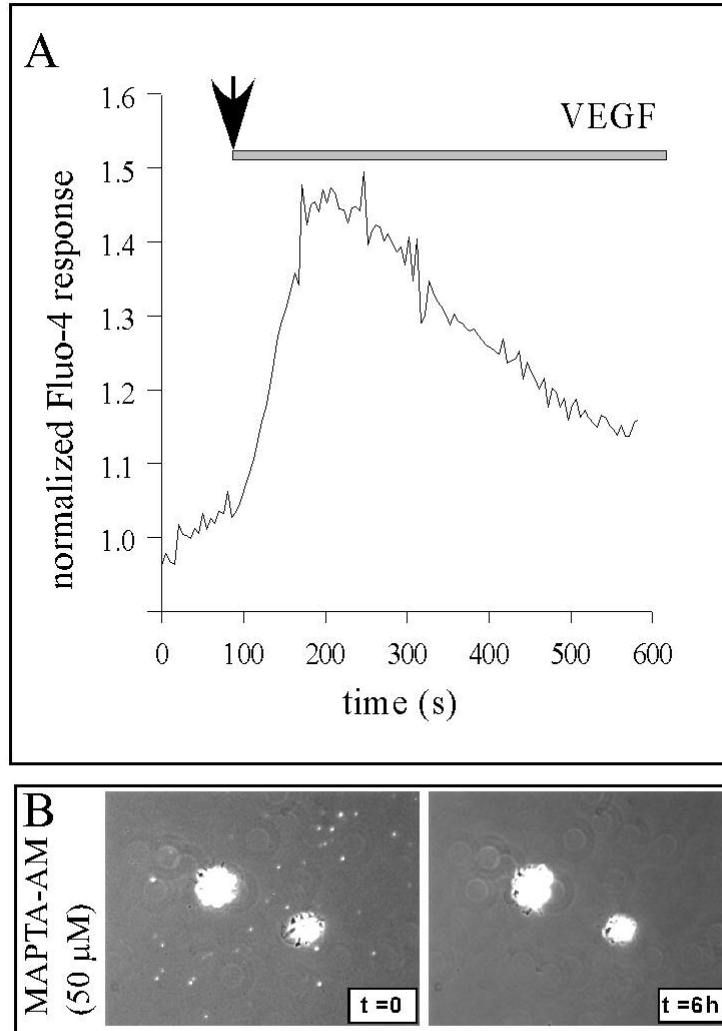 A
VEGF
normalized Fluo-4 response
1.6
1.5
1.4
1.3
1.2
1.1
1.0
0 100 200 300 400 500 600
time (s)
B
MAPTA-AM
(50 µM)
t =0
t =6h